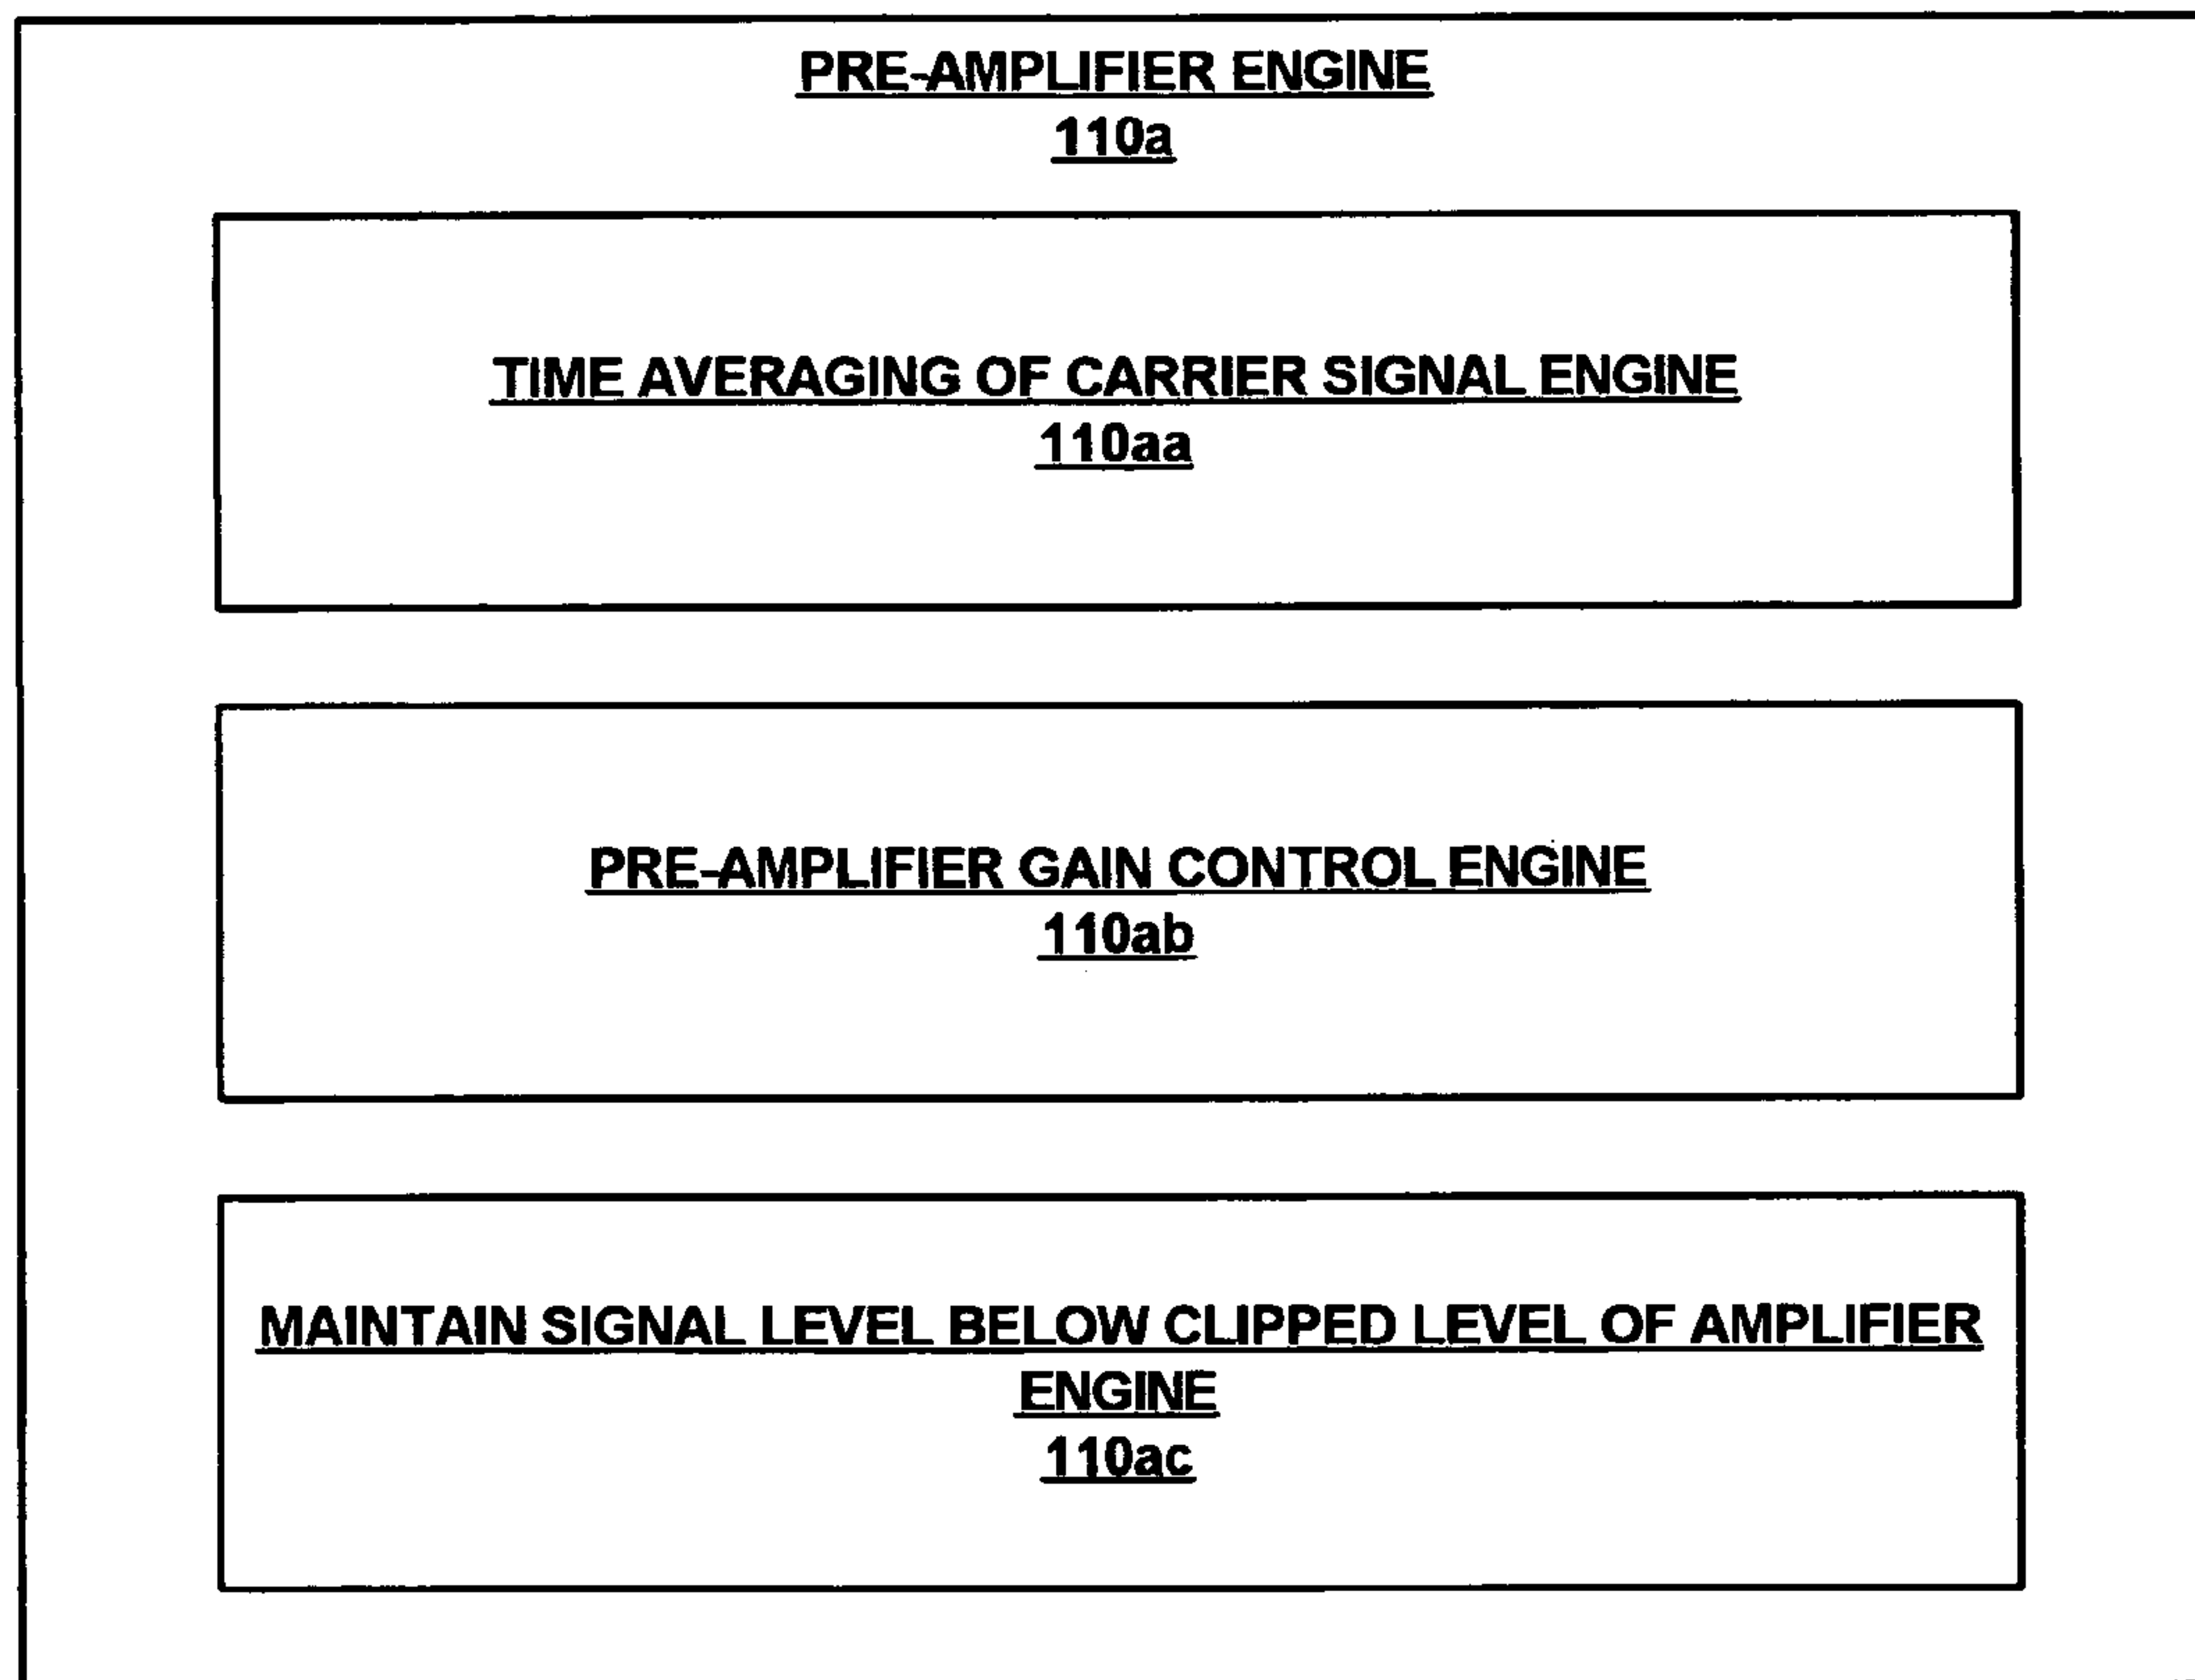 PRE-AMPLIFIER ENGINE
110a
TIME AVERAGING OF CARRIER SIGNAL ENGINE
110aa
PRE-AMPLIFIER GAIN CONTROL ENGINE
110ab
MAINTAIN SIGNAL LEVEL BELOW CLIPPED LEVEL OF AMPLIFIER
ENGINE
110ac